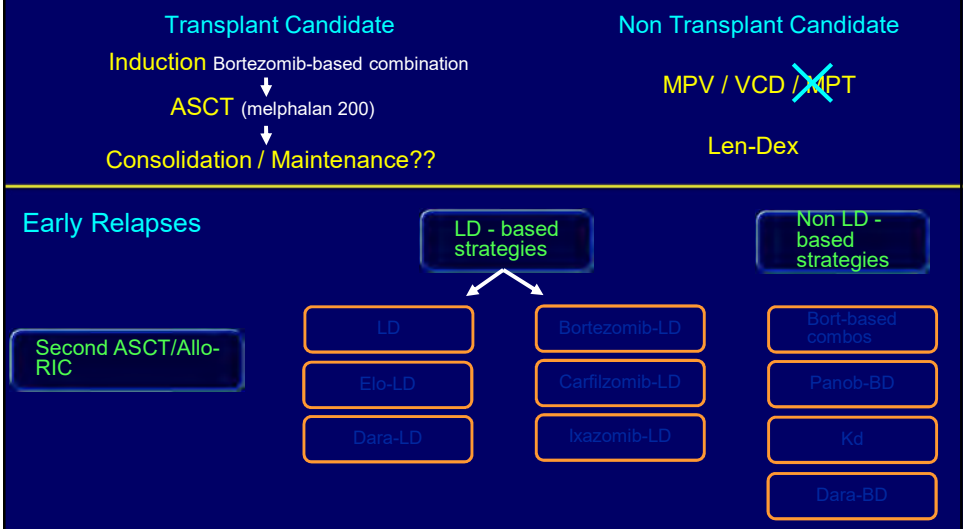 Transplant Candidate
Induction Bortezomib-based combination
ASCT (melphalan 200)
Consolidation / Maintenance??
Non Transplant Candidate
MPV / VCD / MPT
Len-Dex
Early Relapses
Second ASCT/Allo-
RIC
LD - based
strategies
LD
Elo-LD
Dara-LD
Bortezomib-LD
Carfilzomib-LD
Ixazomib-LD
Non LD -
based
strategies
Bort-based
combos
Panob-BD
Kd
Dara-BD